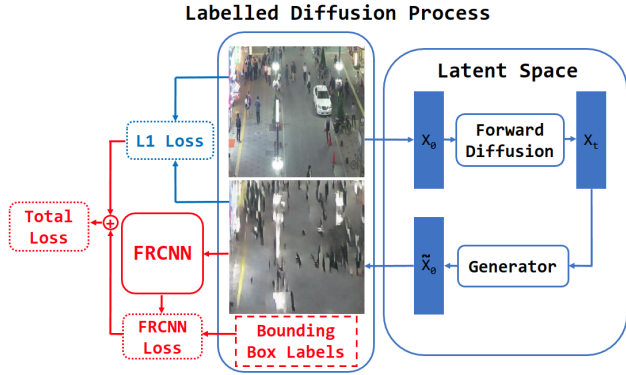 Labelled Diffusion Process
Latent Space
L1 Loss
X₀
Forward
Diffusion
Xₜ
Total
Loss
+
FRCNN
X̃₀
Generator
FRCNN
Loss
Bounding
Box Labels